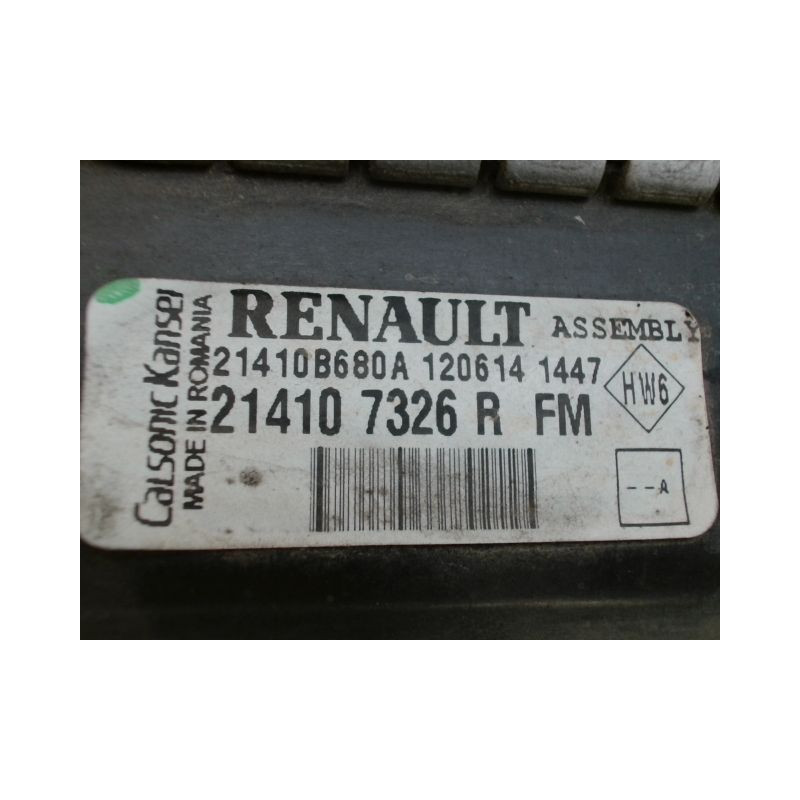 Calsonic Kansei
MADE IN ROMANIA
RENAULT ASSEMBLY
21410B680A 120614 1447
21410 7326 R FM
HW6
--A